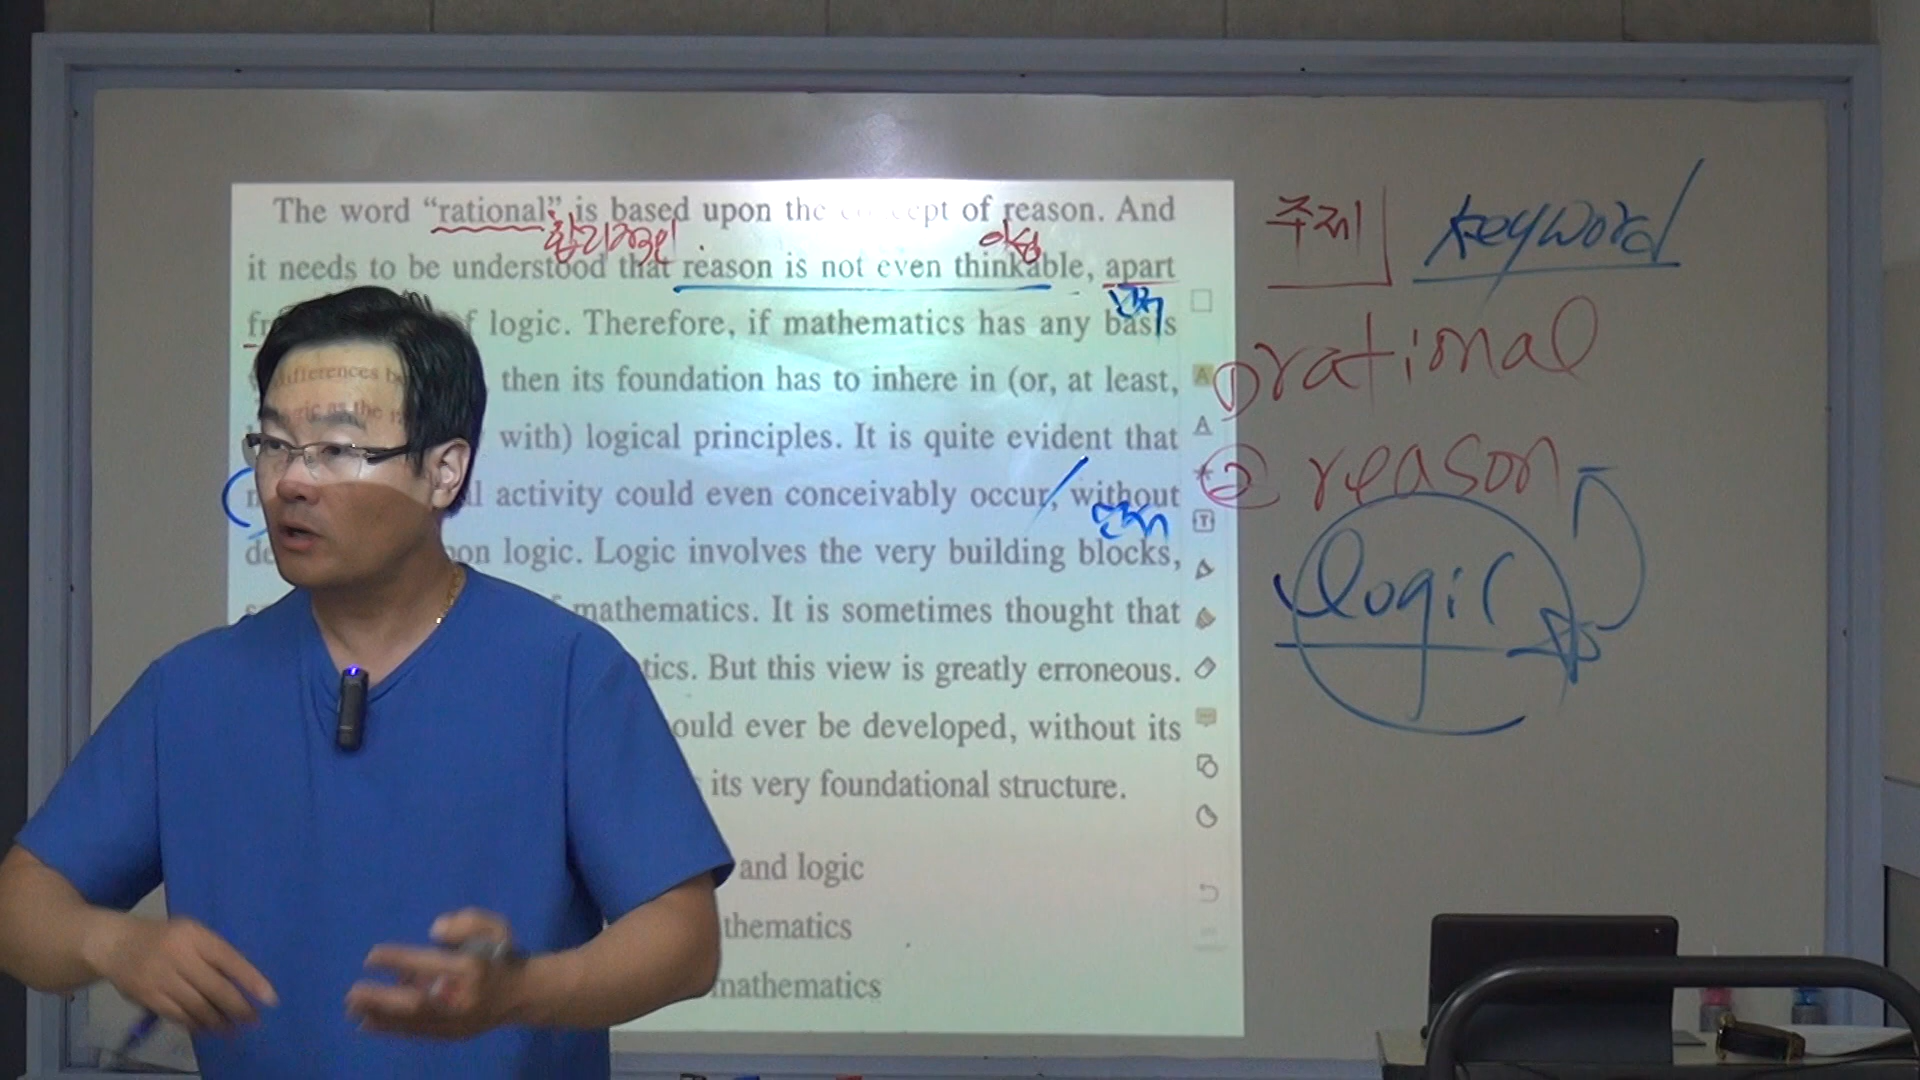 The word “rational” is based upon the concept of reason. And
합리적인
이성
it needs to be understood that reason is not even thinkable, apart
f logic. Therefore, if mathematics has any basis
then its foundation has to inhere in (or, at least,
with) logical principles. It is quite evident that
activity could even conceivably occur, without
on logic. Logic involves the very building blocks,
mathematics. It is sometimes thought that
tics. But this view is greatly erroneous.
ould ever be developed, without its
its very foundational structure.
and logic
thematics
mathematics
주제
keyword
① rational
② reason
logic